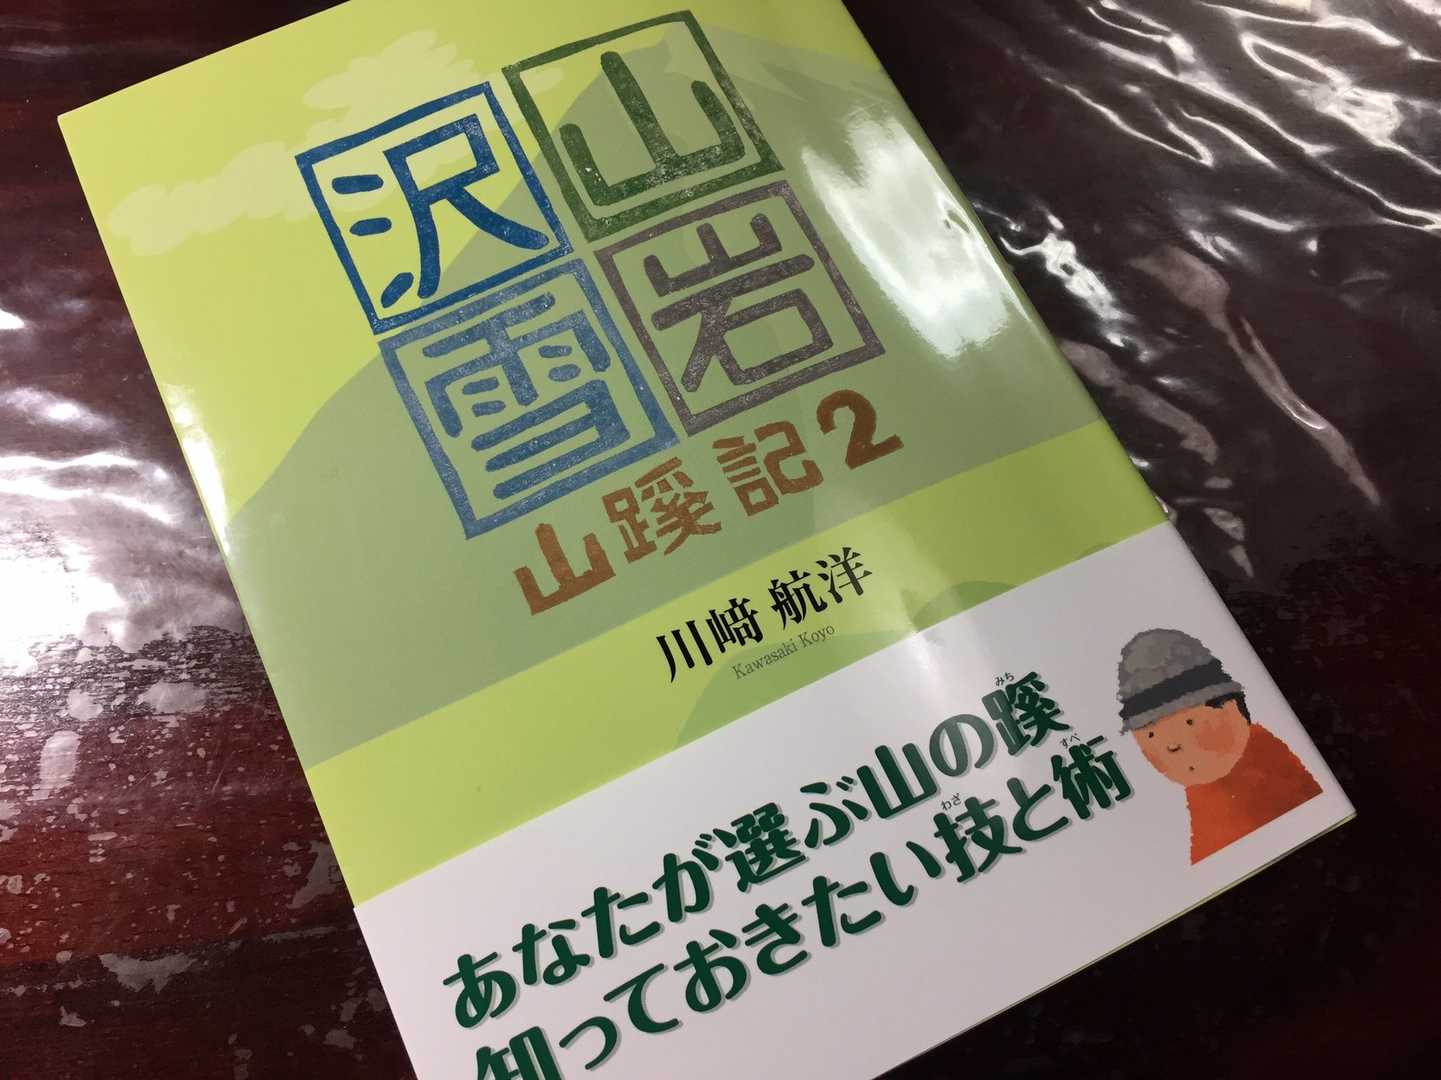 山岩
沢雪
山蹊記2
川﨑 航洋
Kawasaki Koyo
みち
あなたが選ぶ山の蹊
わざ すべ
知っておきたい技と術